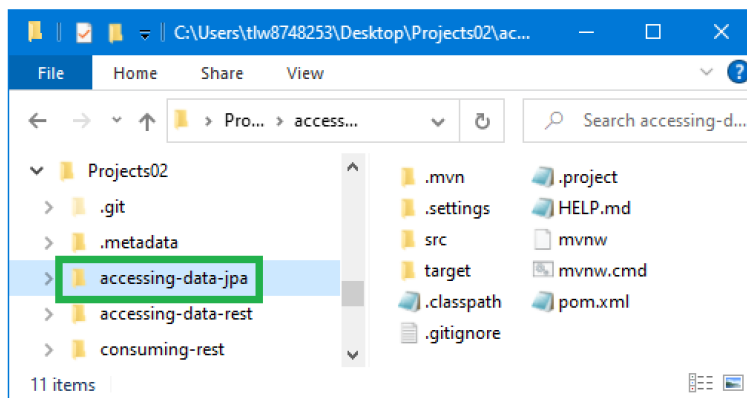 C:\Users\tlw8748253\Desktop\Projects02\ac...
File Home Share View
Pro... access... Search accessing-d...
Projects02
.git
.metadata
accessing-data-jpa
accessing-data-rest
consuming-rest
.mvn
.settings
src
target
.classpath
.gitignore
.project
HELP.md
mvnw
mvnw.cmd
pom.xml
11 items